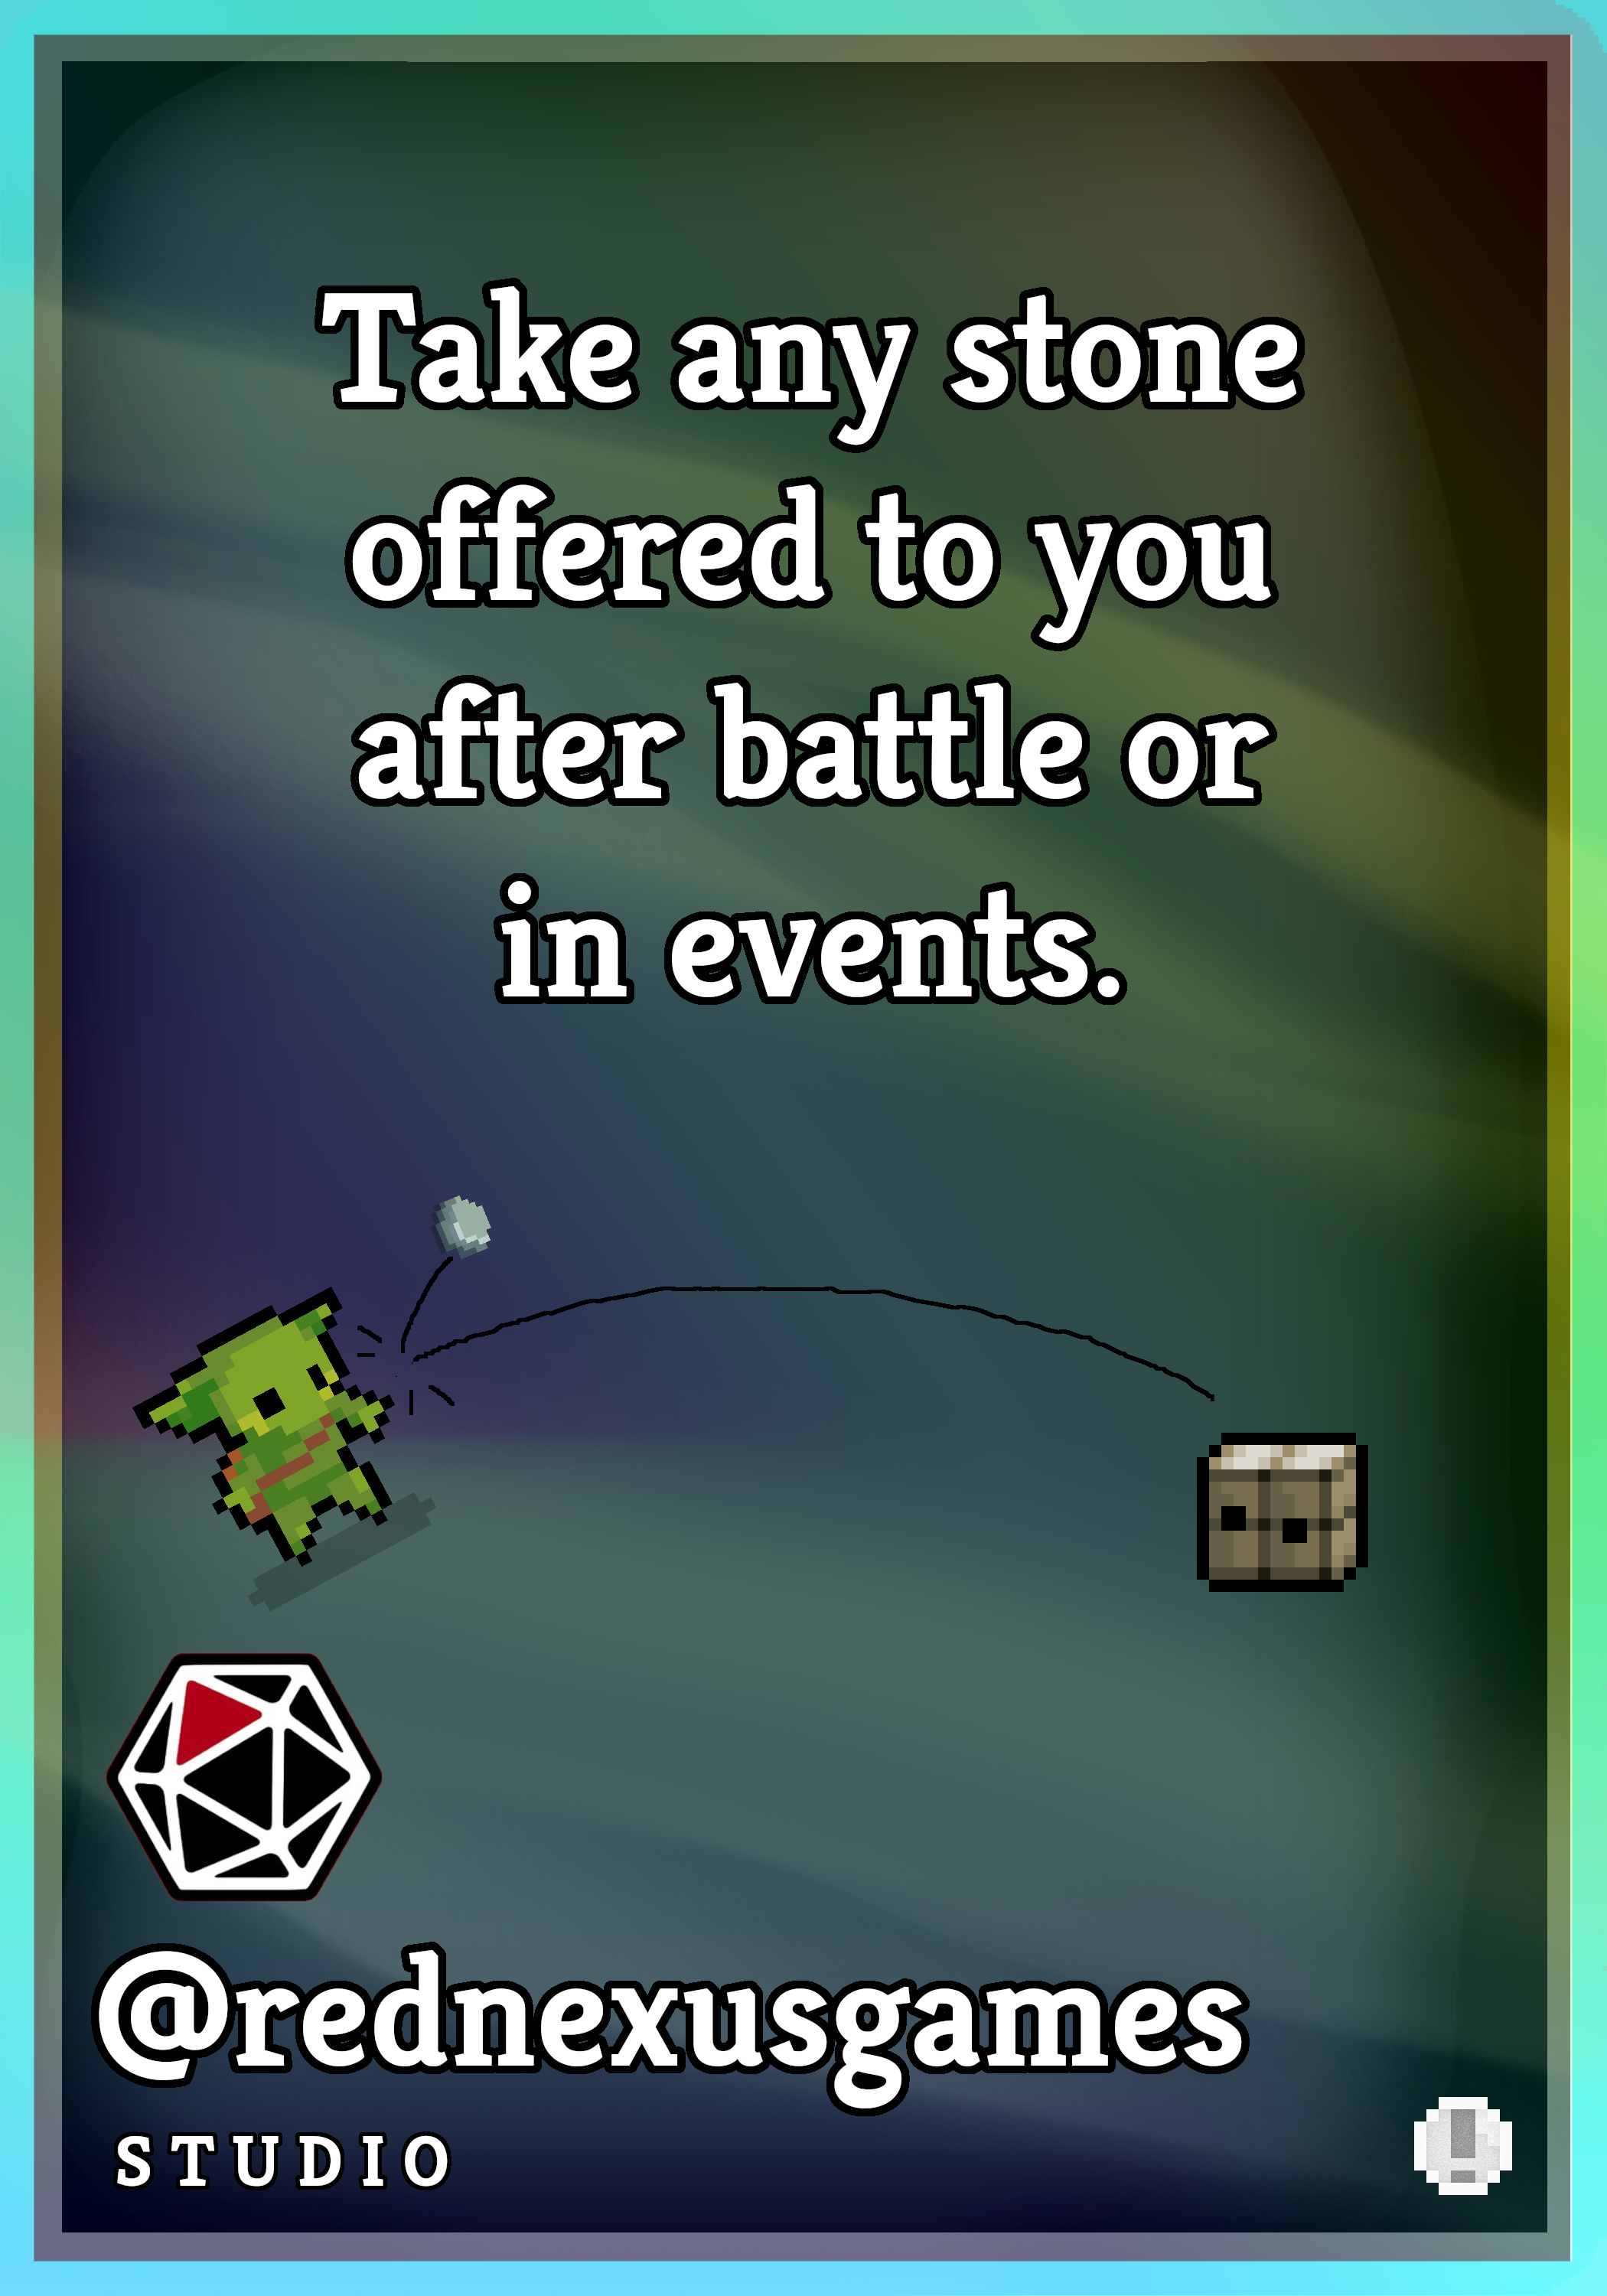 Take any stone
offered to you
after battle or
in events.
@rednexusgames
STUDIO
!